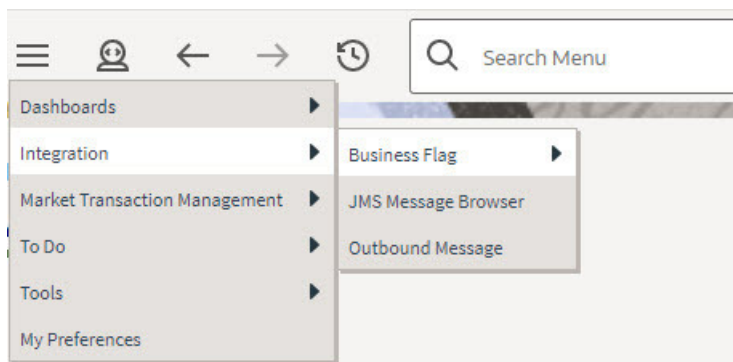 Search Menu
Dashboards
Integration
Business Flag
Market Transaction Management
JMS Message Browser
To Do
Outbound Message
Tools
My Preferences